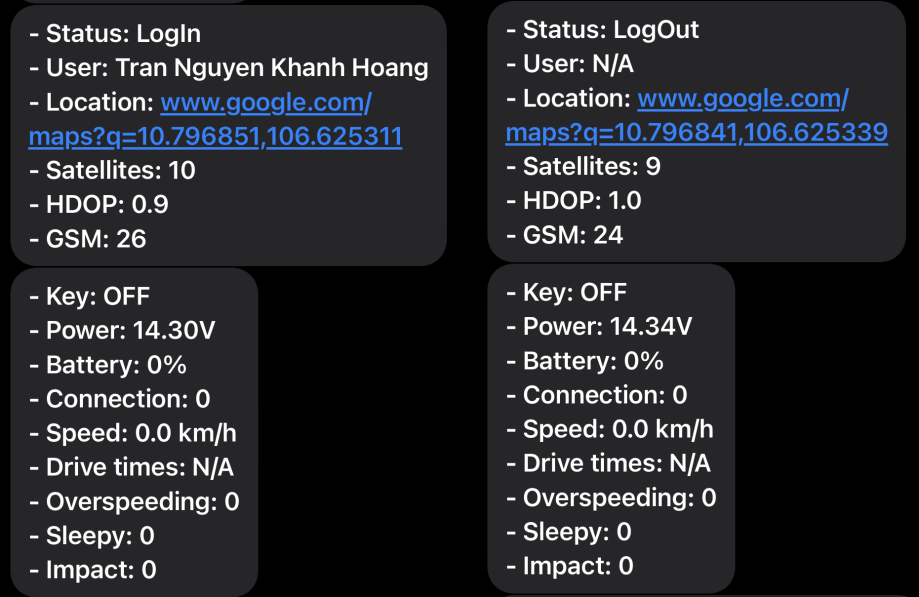 - Status: LogIn
- User: Tran Nguyen Khanh Hoang
- Location: www.google.com/
maps?q=10.796851,106.625311
- Satellites: 10
- HDOP: 0.9
- GSM: 26
- Key: OFF
- Power: 14.30V
- Battery: 0%
- Connection: 0
- Speed: 0.0 km/h
- Drive times: N/A
- Overspeeding: 0
- Sleepy: 0
- Impact: 0
- Status: LogOut
- User: N/A
- Location: www.google.com/
maps?q=10.796841,106.625339
- Satellites: 9
- HDOP: 1.0
- GSM: 24
- Key: OFF
- Power: 14.34V
- Battery: 0%
- Connection: 0
- Speed: 0.0 km/h
- Drive times: N/A
- Overspeeding: 0
- Sleepy: 0
- Impact: 0